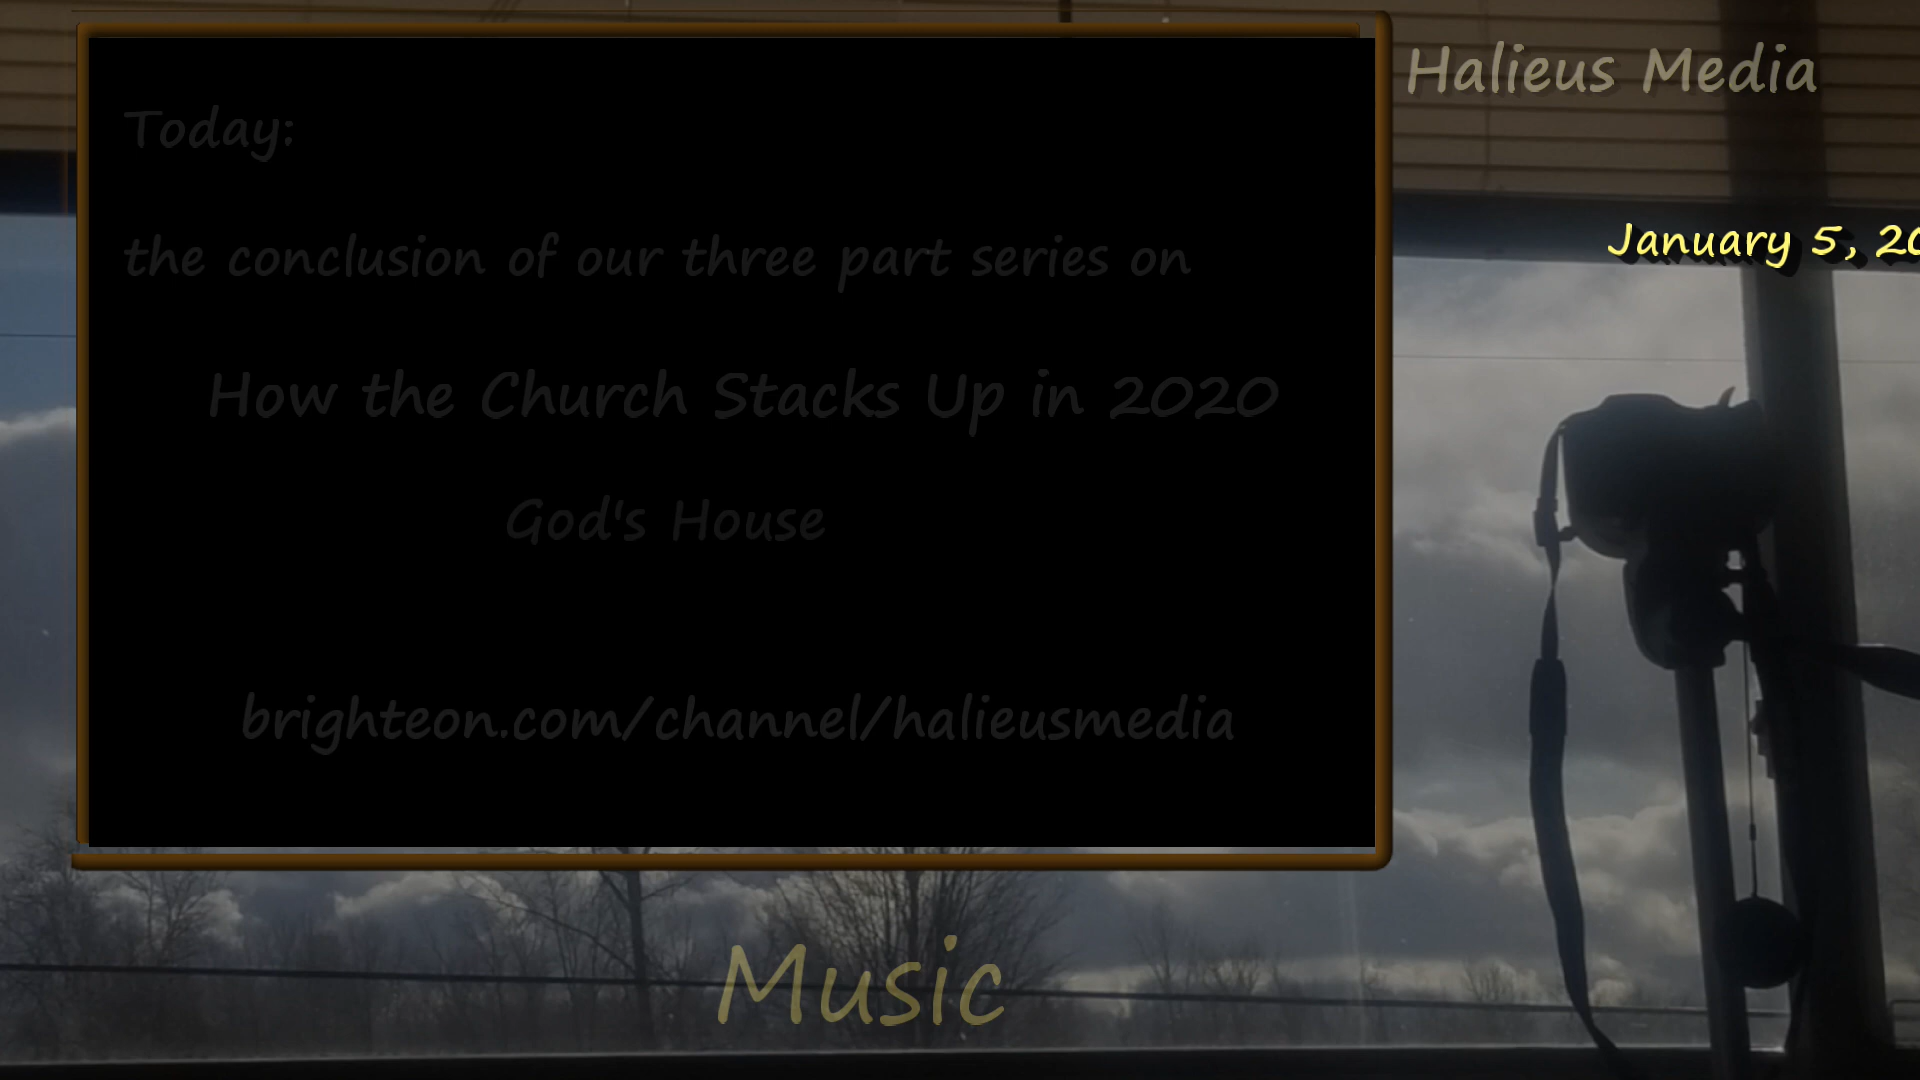 Halieus Media
Today:
January 5, 20
the conclusion of our three part series on
How the Church Stacks Up in 2020
God's House
brighteon.com/channel/halieusmedia
Music